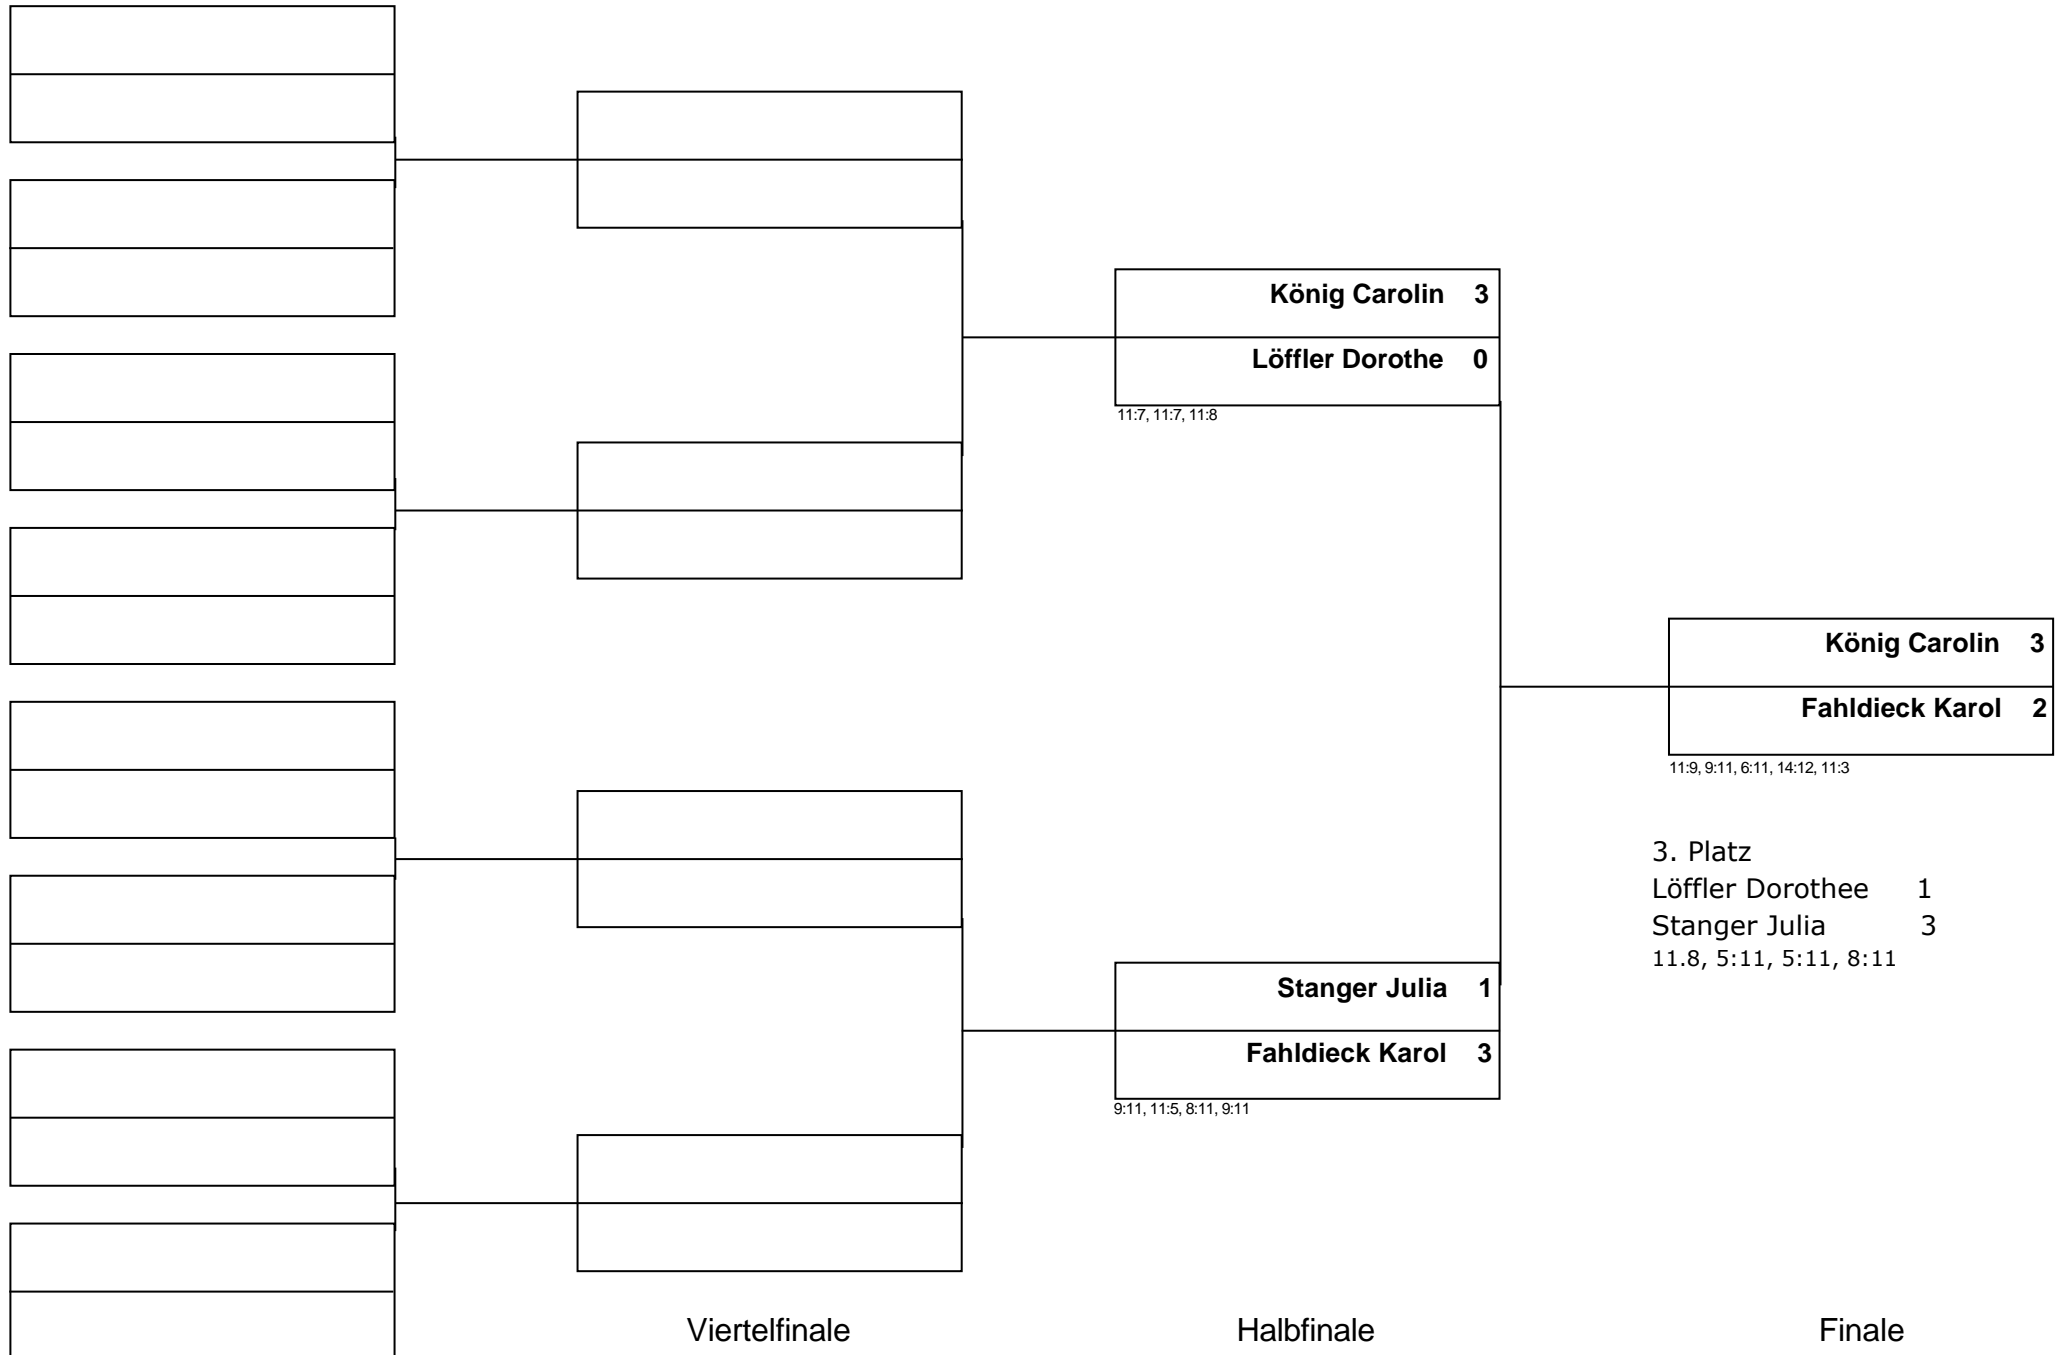 König Carolin 3
Löffler Dorothe 0
11:7, 11:7, 11:8
König Carolin 3
Fahldieck Karol 2
11:9, 9:11, 6:11, 14:12, 11:3
3. Platz
Löffler Dorothee 1
Stanger Julia 3
11.8, 5:11, 5:11, 8:11
Stanger Julia 1
Fahldieck Karol 3
9:11, 11:5, 8:11, 9:11
Viertelfinale Halbfinale Finale